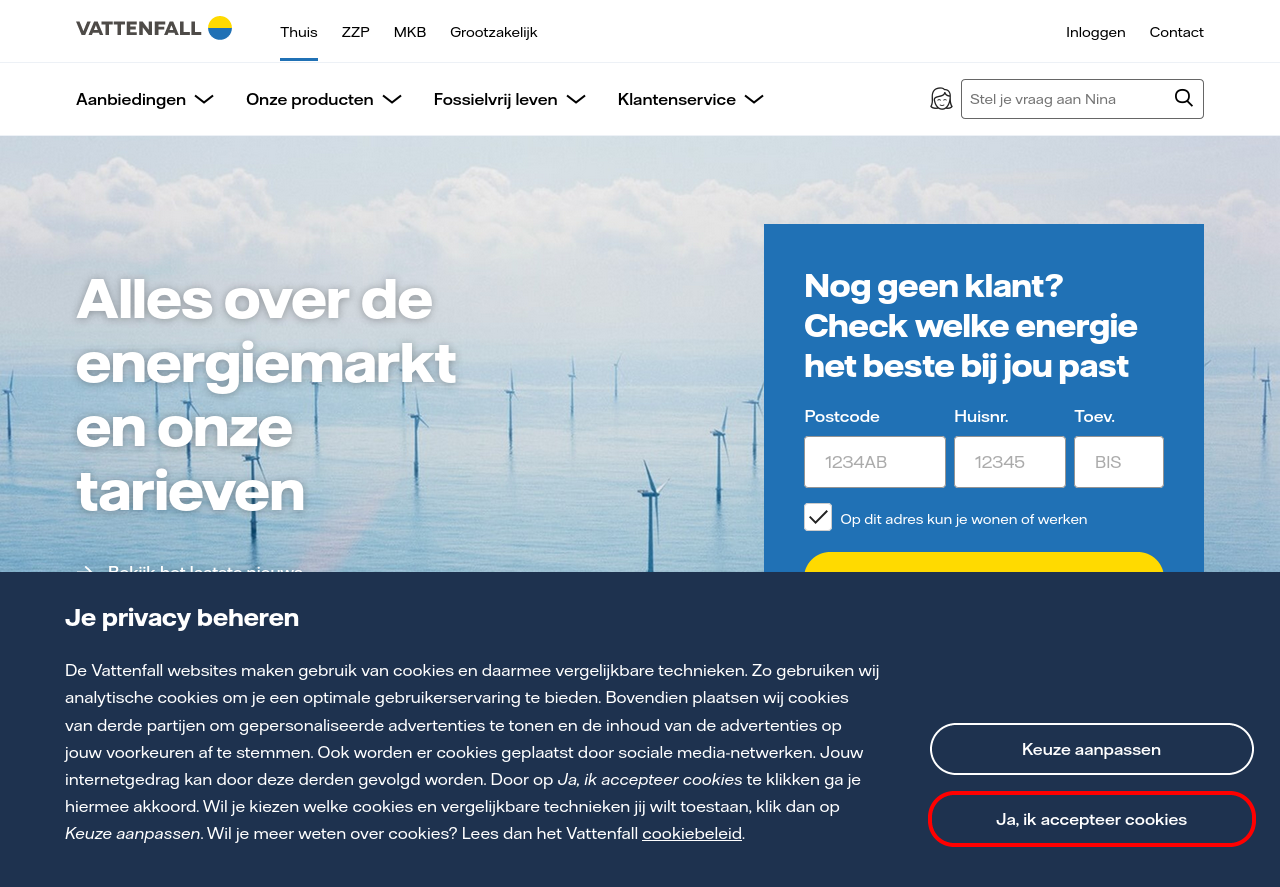 VATTENFALL
Thuis
ZZP
MKB
Grootzakelijk
Inloggen
Contact
Aanbiedingen
Onze producten
Fossielvrij leven
Klantenservice
Stel je vraag aan Nina
Alles over de
energiemarkt
en onze
tarieven
Bekijk het laatste nieuws
Nog geen klant?
Check welke energie
het beste bij jou past
Postcode
Huisnr.
Toev.
1234AB
12345
BIS
Op dit adres kun je wonen of werken
Je privacy beheren
De Vattenfall websites maken gebruik van cookies en daarmee vergelijkbare technieken. Zo gebruiken wij
analytische cookies om je een optimale gebruikerservaring te bieden. Bovendien plaatsen wij cookies
van derde partijen om gepersonaliseerde advertenties te tonen en de inhoud van de advertenties op
jouw voorkeuren af te stemmen. Ook worden er cookies geplaatst door sociale media-netwerken. Jouw
internetgedrag kan door deze derden gevolgd worden. Door op Ja, ik accepteer cookies te klikken ga je
hiermee akkoord. Wil je kiezen welke cookies en vergelijkbare technieken jij wilt toestaan, klik dan op
Keuze aanpassen. Wil je meer weten over cookies? Lees dan het Vattenfall cookiebeleid.
Keuze aanpassen
Ja, ik accepteer cookies